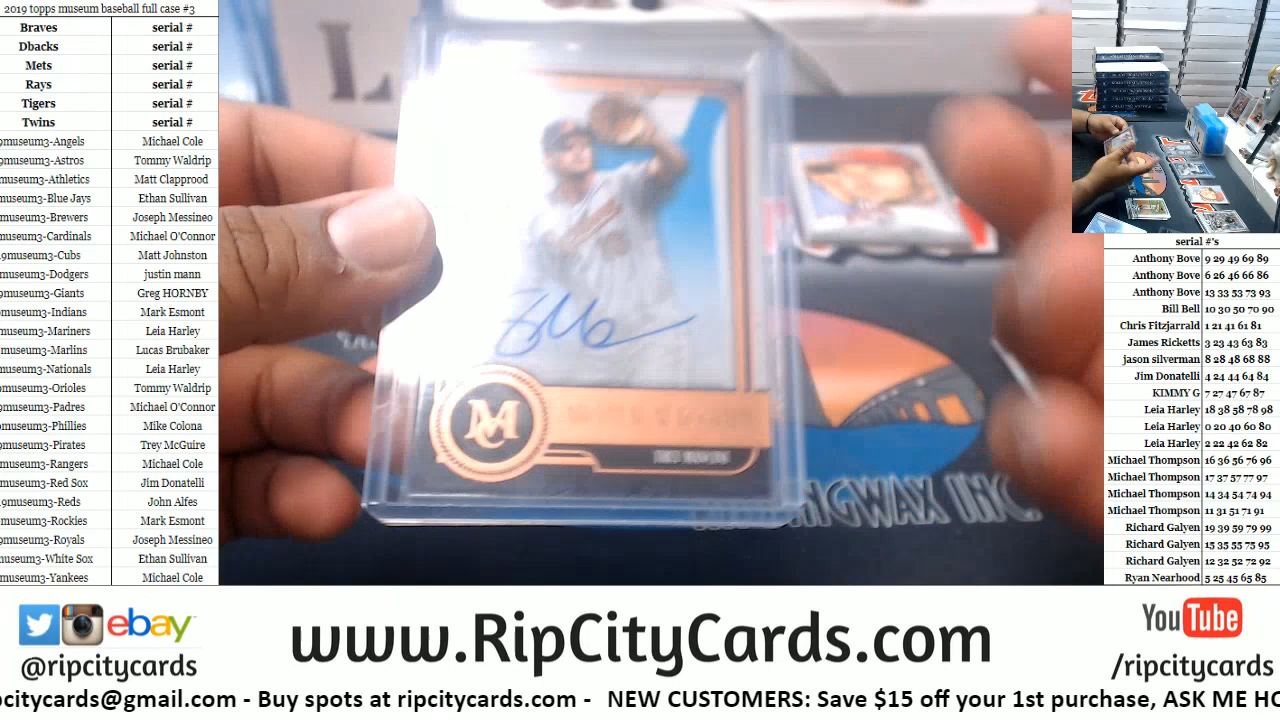 2019 topps museum baseball full case #3
Braves serial #
Dbacks serial #
Mets serial #
Rays serial #
Tigers serial #
Twins serial #
9museum3-Angels Michael Cole
9museum3-Astros Tommy Waldrip
museum3-Athletics Matt Clapprood
museum3-Blue Jays Ethan Sullivan
museum3-Brewers Joseph Messineo
museum3-Cardinals Michael O'Connor
9museum3-Cubs Matt Johnston
museum3-Dodgers justin mann
9museum3-Giants Greg HORNBY
museum3-Indians Mark Esmont
museum3-Mariners Leia Harley
museum3-Marlins Lucas Brubaker
museum3-Nationals Leia Harley
museum3-Orioles Tommy Waldrip
9museum3-Padres Michael O'Connor
museum3-Phillies Mike Colona
9museum3-Pirates Trey McGuire
museum3-Rangers Michael Cole
museum3-Red Sox Jim Donatelli
9museum3-Reds John Alfes
museum3-Rockies Mark Esmont
museum3-Royals Joseph Messineo
museum3-White Sox Ethan Sullivan
museum3-Yankees Michael Cole
MC
NGWAX INC.
serial #'s
Anthony Bove 9 29 49 69 89
Anthony Bove 6 26 46 66 86
Anthony Bove 13 33 53 73 93
Bill Bell 10 30 50 70 90
Chris Fitzjarrald 1 21 41 61 81
James Ricketts 3 23 43 63 83
jason silverman 8 28 48 68 88
Jim Donatelli 4 24 44 64 84
KIMMY G 7 27 47 67 87
Leia Harley 18 38 58 78 98
Leia Harley 0 20 40 60 80
Leia Harley 2 22 42 62 82
Michael Thompson 16 36 56 76 96
Michael Thompson 17 37 57 77 97
Michael Thompson 14 34 54 74 94
Michael Thompson 11 31 51 71 91
Richard Galyen 19 39 59 79 99
Richard Galyen 15 35 55 75 95
Richard Galyen 12 32 52 72 92
Ryan Nearhood 5 25 45 65 85
ebay
@ripcitycards
www.RipCityCards.com
YouTube
/ripcitycards
pcitycards@gmail.com - Buy spots at ripcitycards.com - NEW CUSTOMERS: Save $15 off your 1st purchase, ASK ME HO